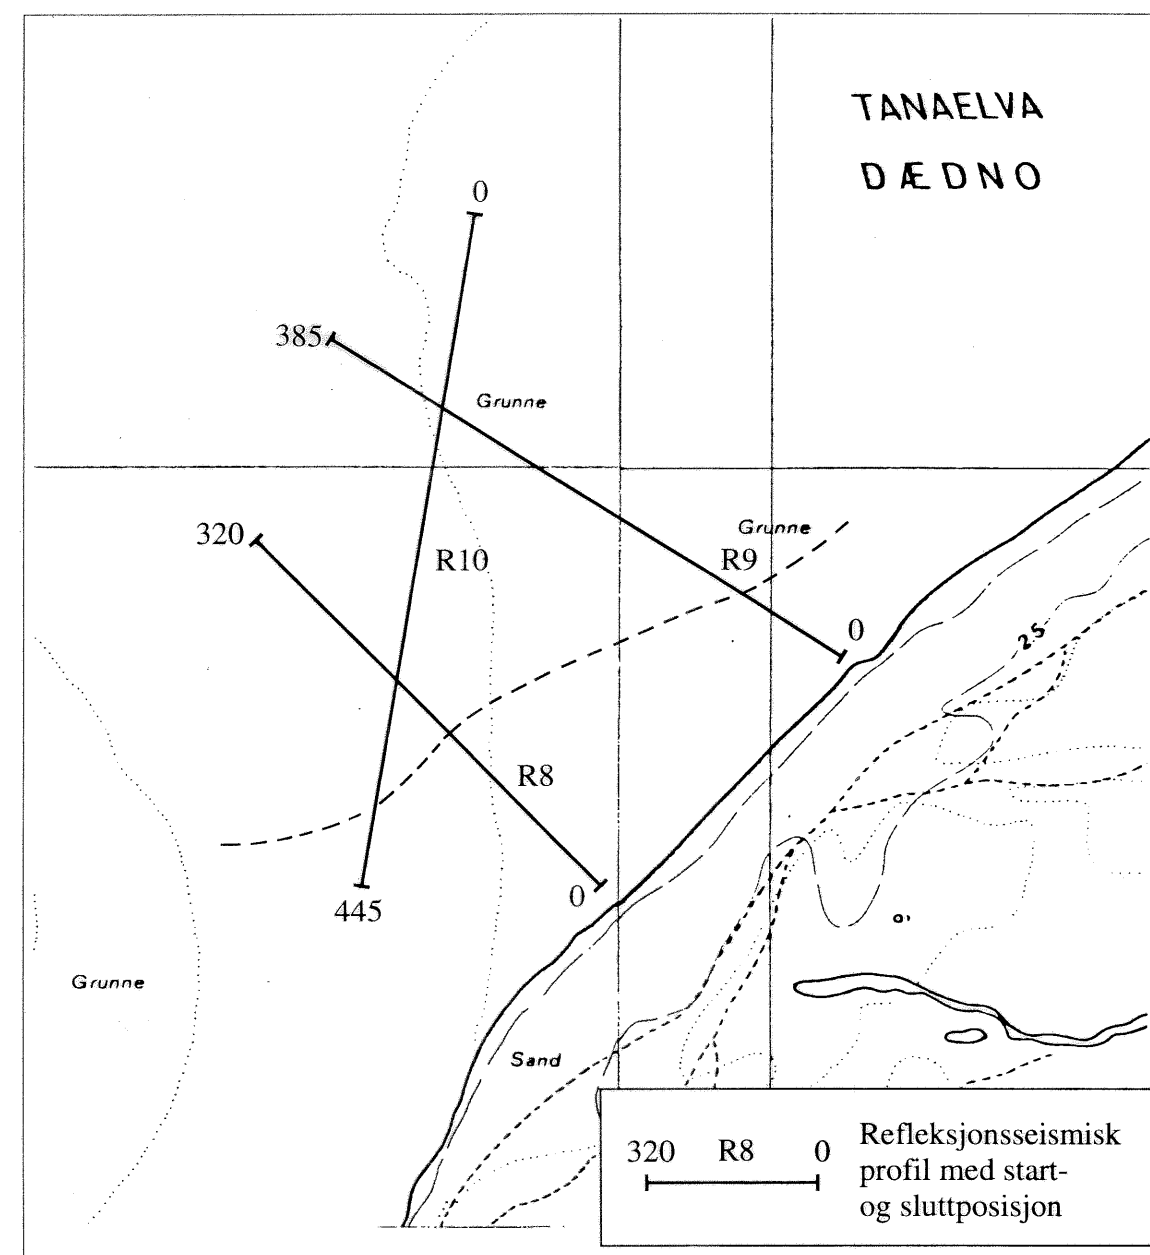 TANAELVA
DÆDNO
0
385
Grunne
320
R10
Grunne
R9
0
25
R8
0
445
Grunne
Sand
320 R8 0
Refleksjonsseismisk
profil med start-
og sluttposisjon